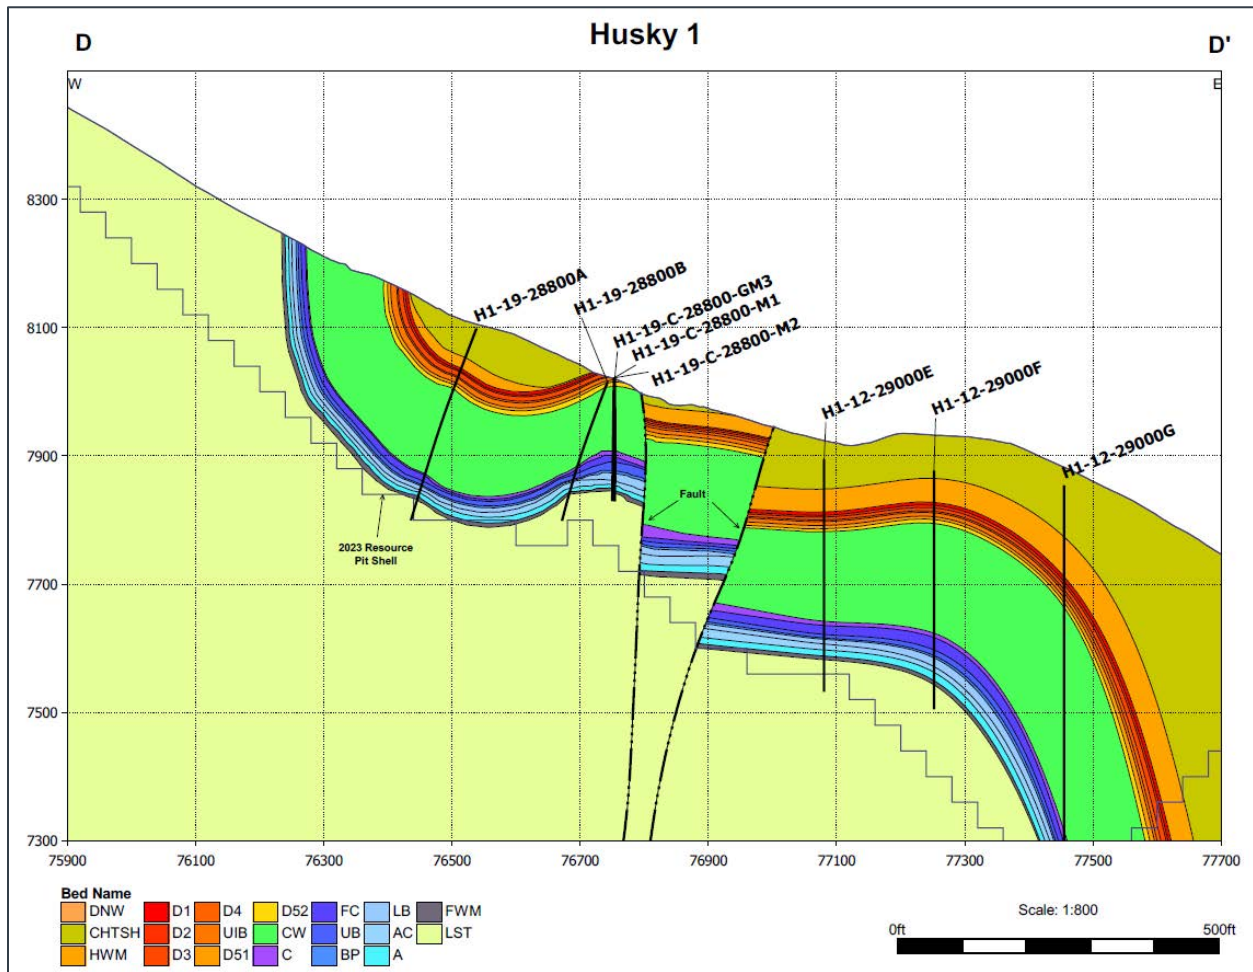 Husky 1
D
D'
W
E
8300
8100
7900
7700
7500
7300
H1-19-28800A
H1-19-28800B
H1-19-C-28800-GM3
H1-19-C-28800-M1
H1-19-C-28800-M2
H1-12-29000E
H1-12-29000F
H1-12-29000G
Fault
2023 Resource
Pit Shell
75900 76100 76300 76500 76700 76900 77100 77300 77500 77700
Bed Name
DNW D1 D4 D52 FC LB FWM
CHTSH D2 UIB CW UB AC LST
HWM D3 D51 C BP A
Scale: 1:800
0ft 500ft